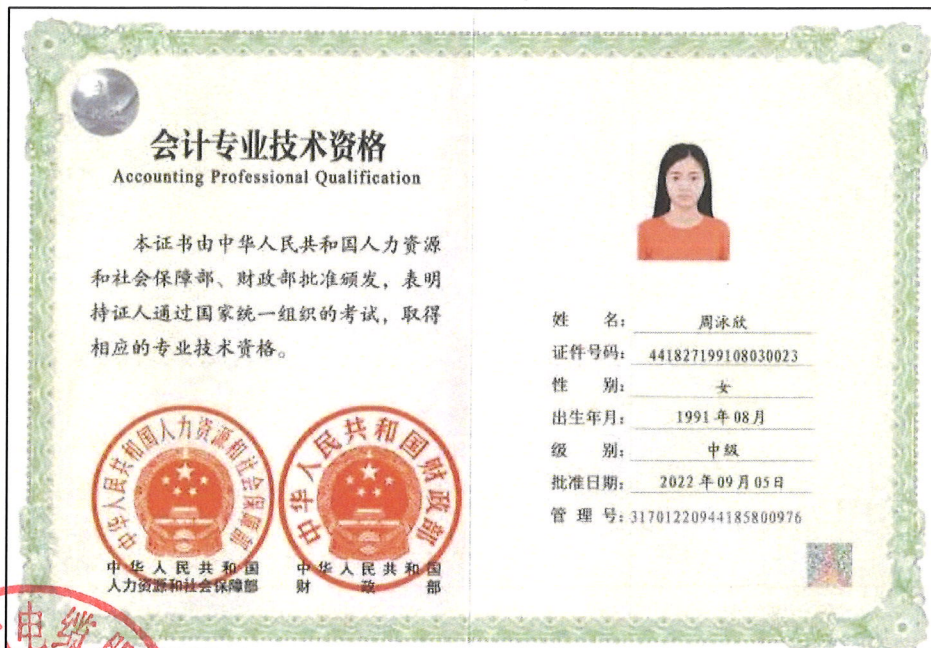 会计专业技术资格
Accounting Professional Qualification
本证书由中华人民共和国人力资源
和社会保障部、财政部批准颁发，表明
持证人通过国家统一组织的考试，取得
相应的专业技术资格。
中华人民共和国人力资源和社会保障部
中华人民共和国财政部
中华人民共和国
人力资源和社会保障部
中华人民共和国
财政部
姓名：周泳欣
证件号码：441827199108030023
性别：女
出生年月：1991年08月
级别：中级
批准日期：2022年09月05日
管理号：31701220944185800976
电缆